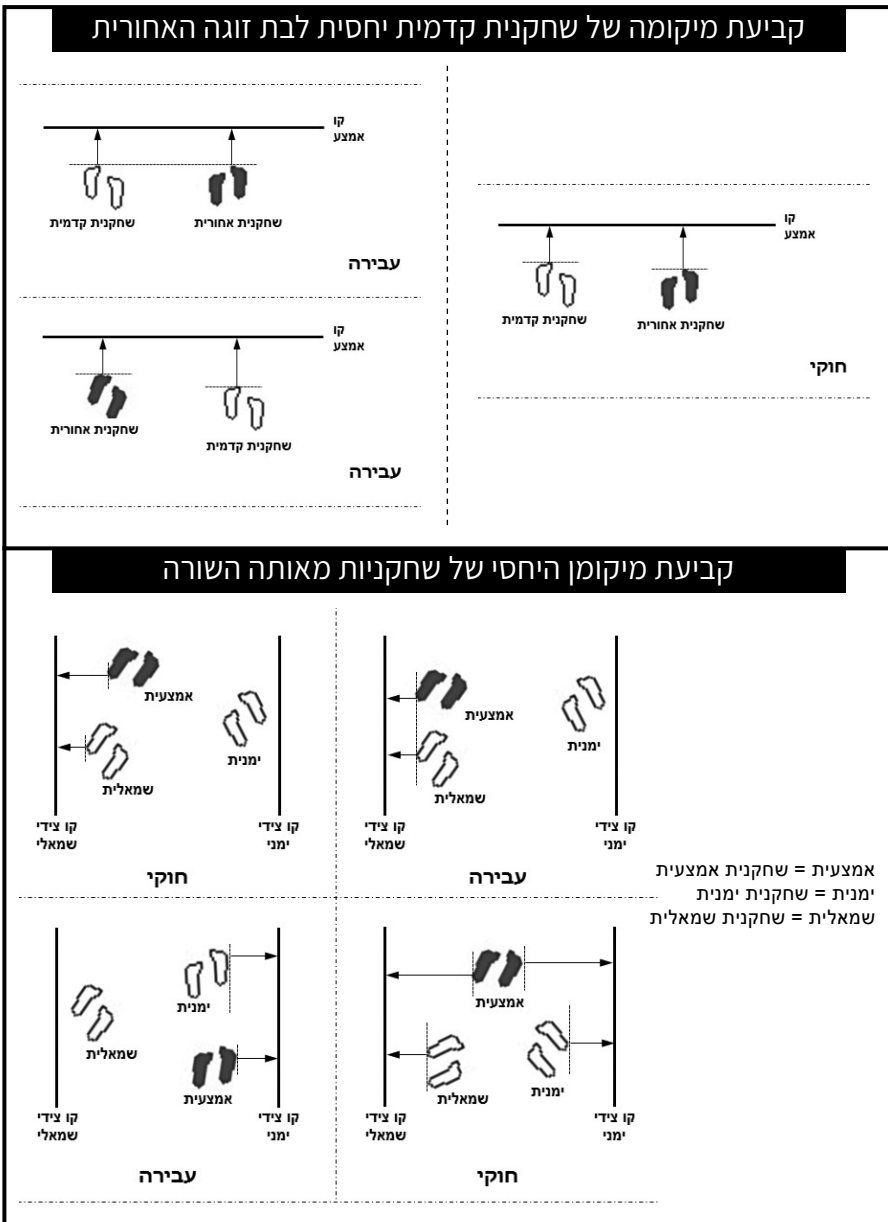 קביעת מיקומה של שחקנית קדמית יחסית לבת זוגה האחורית
קו
אמצע
שחקנית אחורית
שחקנית קדמית
חוקי
קו
אמצע
שחקנית אחורית
שחקנית קדמית
עבירה
קו
אמצע
שחקנית קדמית
שחקנית אחורית
עבירה
קביעת מיקומן היחסי של שחקניות מאותה השורה
אמצעית
ימנית
שמאלית
קו צידי
ימני
קו צידי
שמאלי
עבירה
אמצעית
ימנית
שמאלית
קו צידי
ימני
קו צידי
שמאלי
חוקי
אמצעית = שחקנית אמצעית
ימנית = שחקנית ימנית
שמאלית = שחקנית שמאלית
אמצעית
ימנית
שמאלית
קו צידי
ימני
קו צידי
שמאלי
חוקי
ימנית
שמאלית
אמצעית
קו צידי
ימני
קו צידי
שמאלי
עבירה